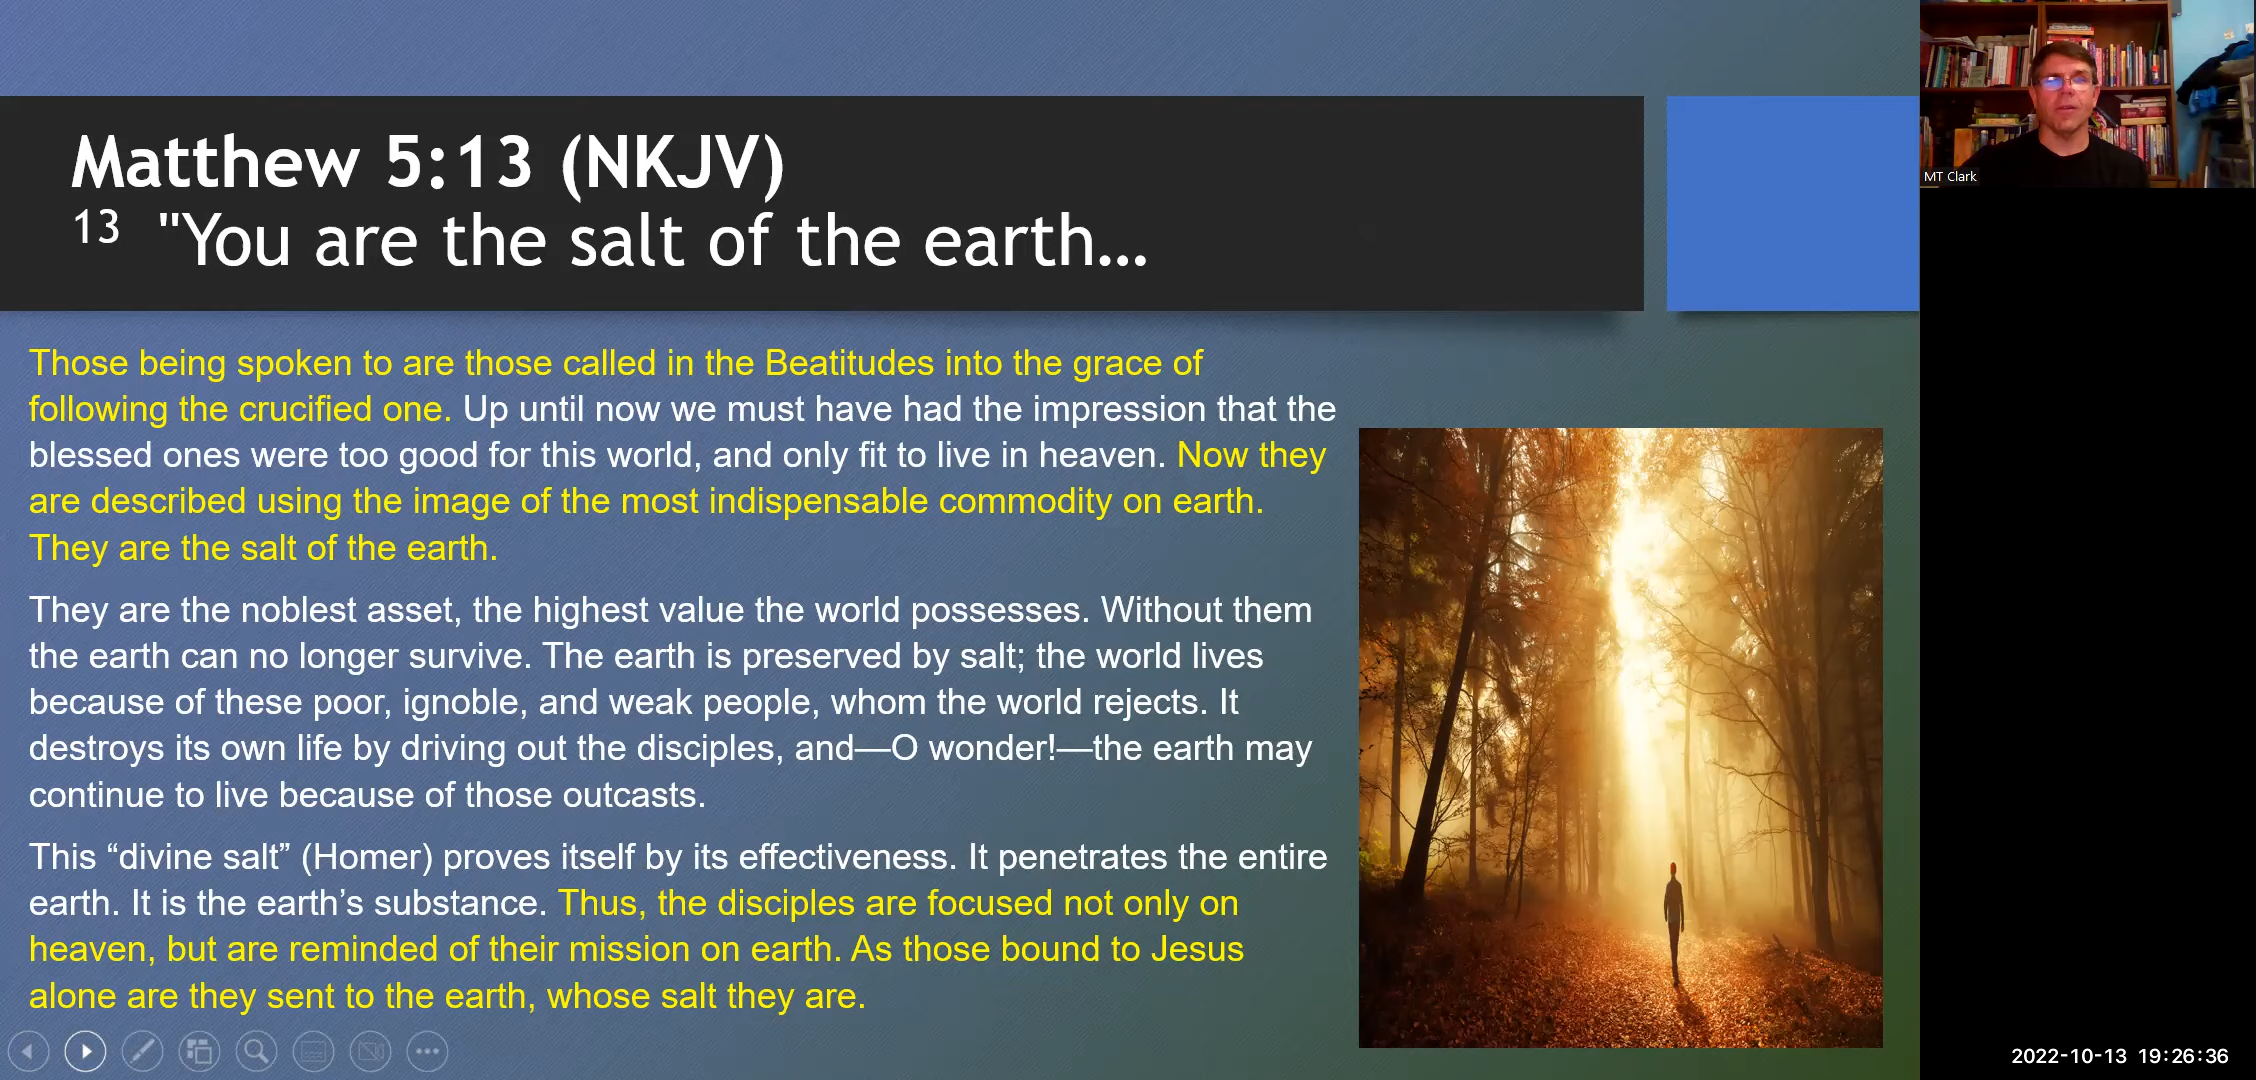 Matthew 5:13 (NKJV)
13 "You are the salt of the earth…
Those being spoken to are those called in the Beatitudes into the grace of
following the crucified one. Up until now we must have had the impression that the
blessed ones were too good for this world, and only fit to live in heaven. Now they
are described using the image of the most indispensable commodity on earth.
They are the salt of the earth.
They are the noblest asset, the highest value the world possesses. Without them
the earth can no longer survive. The earth is preserved by salt; the world lives
because of these poor, ignoble, and weak people, whom the world rejects. It
destroys its own life by driving out the disciples, and—O wonder!—the earth may
continue to live because of those outcasts.
This “divine salt” (Homer) proves itself by its effectiveness. It penetrates the entire
earth. It is the earth’s substance. Thus, the disciples are focused not only on
heaven, but are reminded of their mission on earth. As those bound to Jesus
alone are they sent to the earth, whose salt they are.
MT Clark
2022-10-13 19:26:36